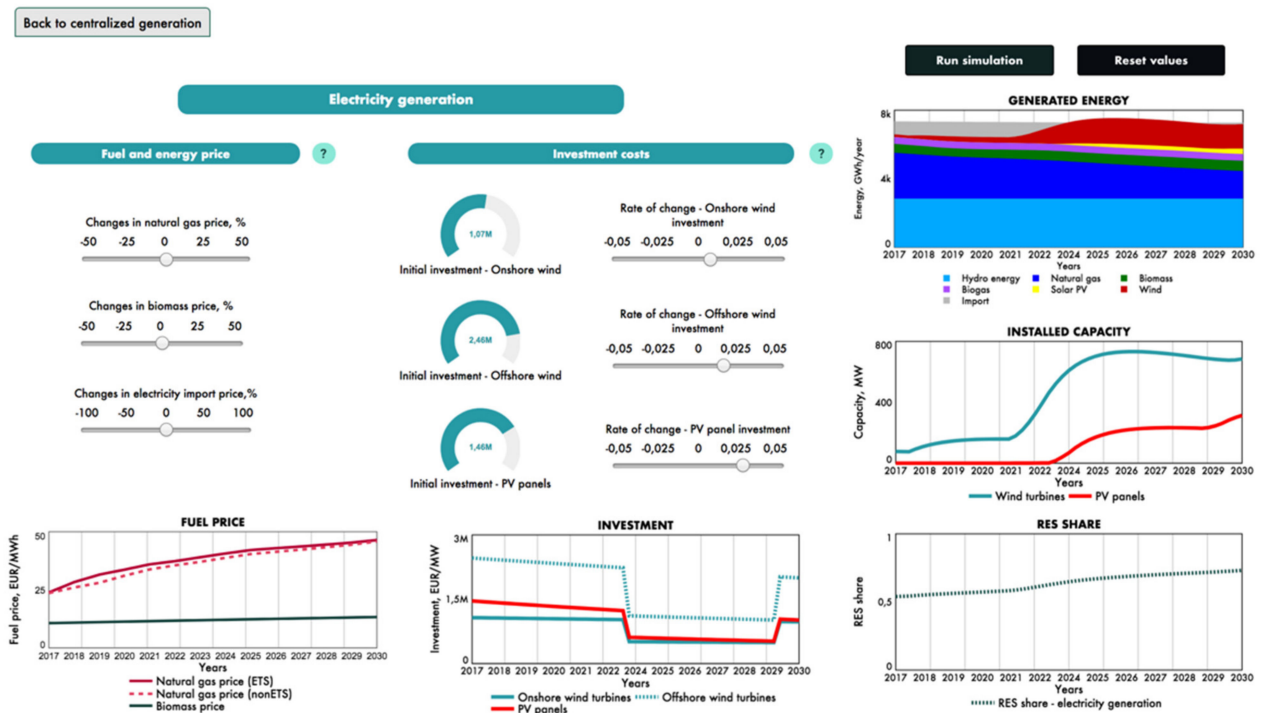 Back to centralized generation
Run simulation
Reset values
Electricity generation
Fuel and energy price
?
Investment costs
?
Changes in natural gas price, %
-50 -25 0 25 50
Changes in biomass price, %
-50 -25 0 25 50
Changes in electricity import price,%
-100 -50 0 50 100
1,07M
Initial investment - Onshore wind
2,46M
Initial investment - Offshore wind
1,46M
Initial investment - PV panels
Rate of change - Onshore wind
investment
-0,05 -0,025 0 0,025 0,05
Rate of change - Offshore wind
investment
-0,05 -0,025 0 0,025 0,05
Rate of change - PV panel investment
-0,05 -0,025 0 0,025 0,05
GENERATED ENERGY
Energy, GWh/year
8k
4k
0
2017 2018 2019 2020 2021 2022 2024 2025 2026 2027 2028 2029 2030
Years
Hydro energy Natural gas Biomass
Biogas Solar PV Wind
Import
INSTALLED CAPACITY
Capacity, MW
800
400
0
2017 2018 2019 2020 2021 2022 2024 2025 2026 2027 2028 2029 2030
Years
Wind turbines PV panels
FUEL PRICE
Fuel price, EUR/MWh
50
25
0
2017 2018 2019 2020 2021 2022 2023 2024 2025 2026 2027 2028 2029 2030
Years
Natural gas price (ETS)
Natural gas price (nonETS)
Biomass price
INVESTMENT
Investment, EUR/MW
3M
1,5M
0
2017 2018 2019 2020 2021 2022 2024 2025 2026 2027 2028 2029 2030
Years
Onshore wind turbines Offshore wind turbines
PV panels
RES SHARE
RES share
1
0,5
0
2017 2018 2019 2020 2021 2022 2024 2025 2026 2027 2028 2029 2030
Years
RES share - electricity generation